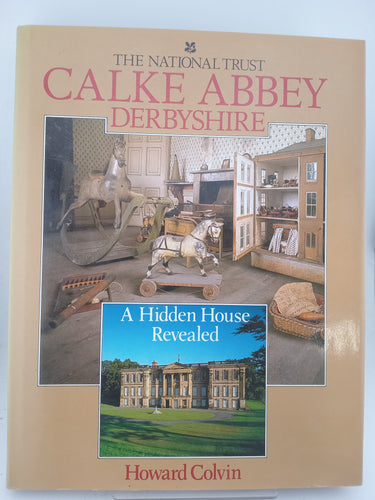 THE NATIONAL TRUST
CALKE ABBEY
DERBYSHIRE
A Hidden House
Revealed
Howard Colvin